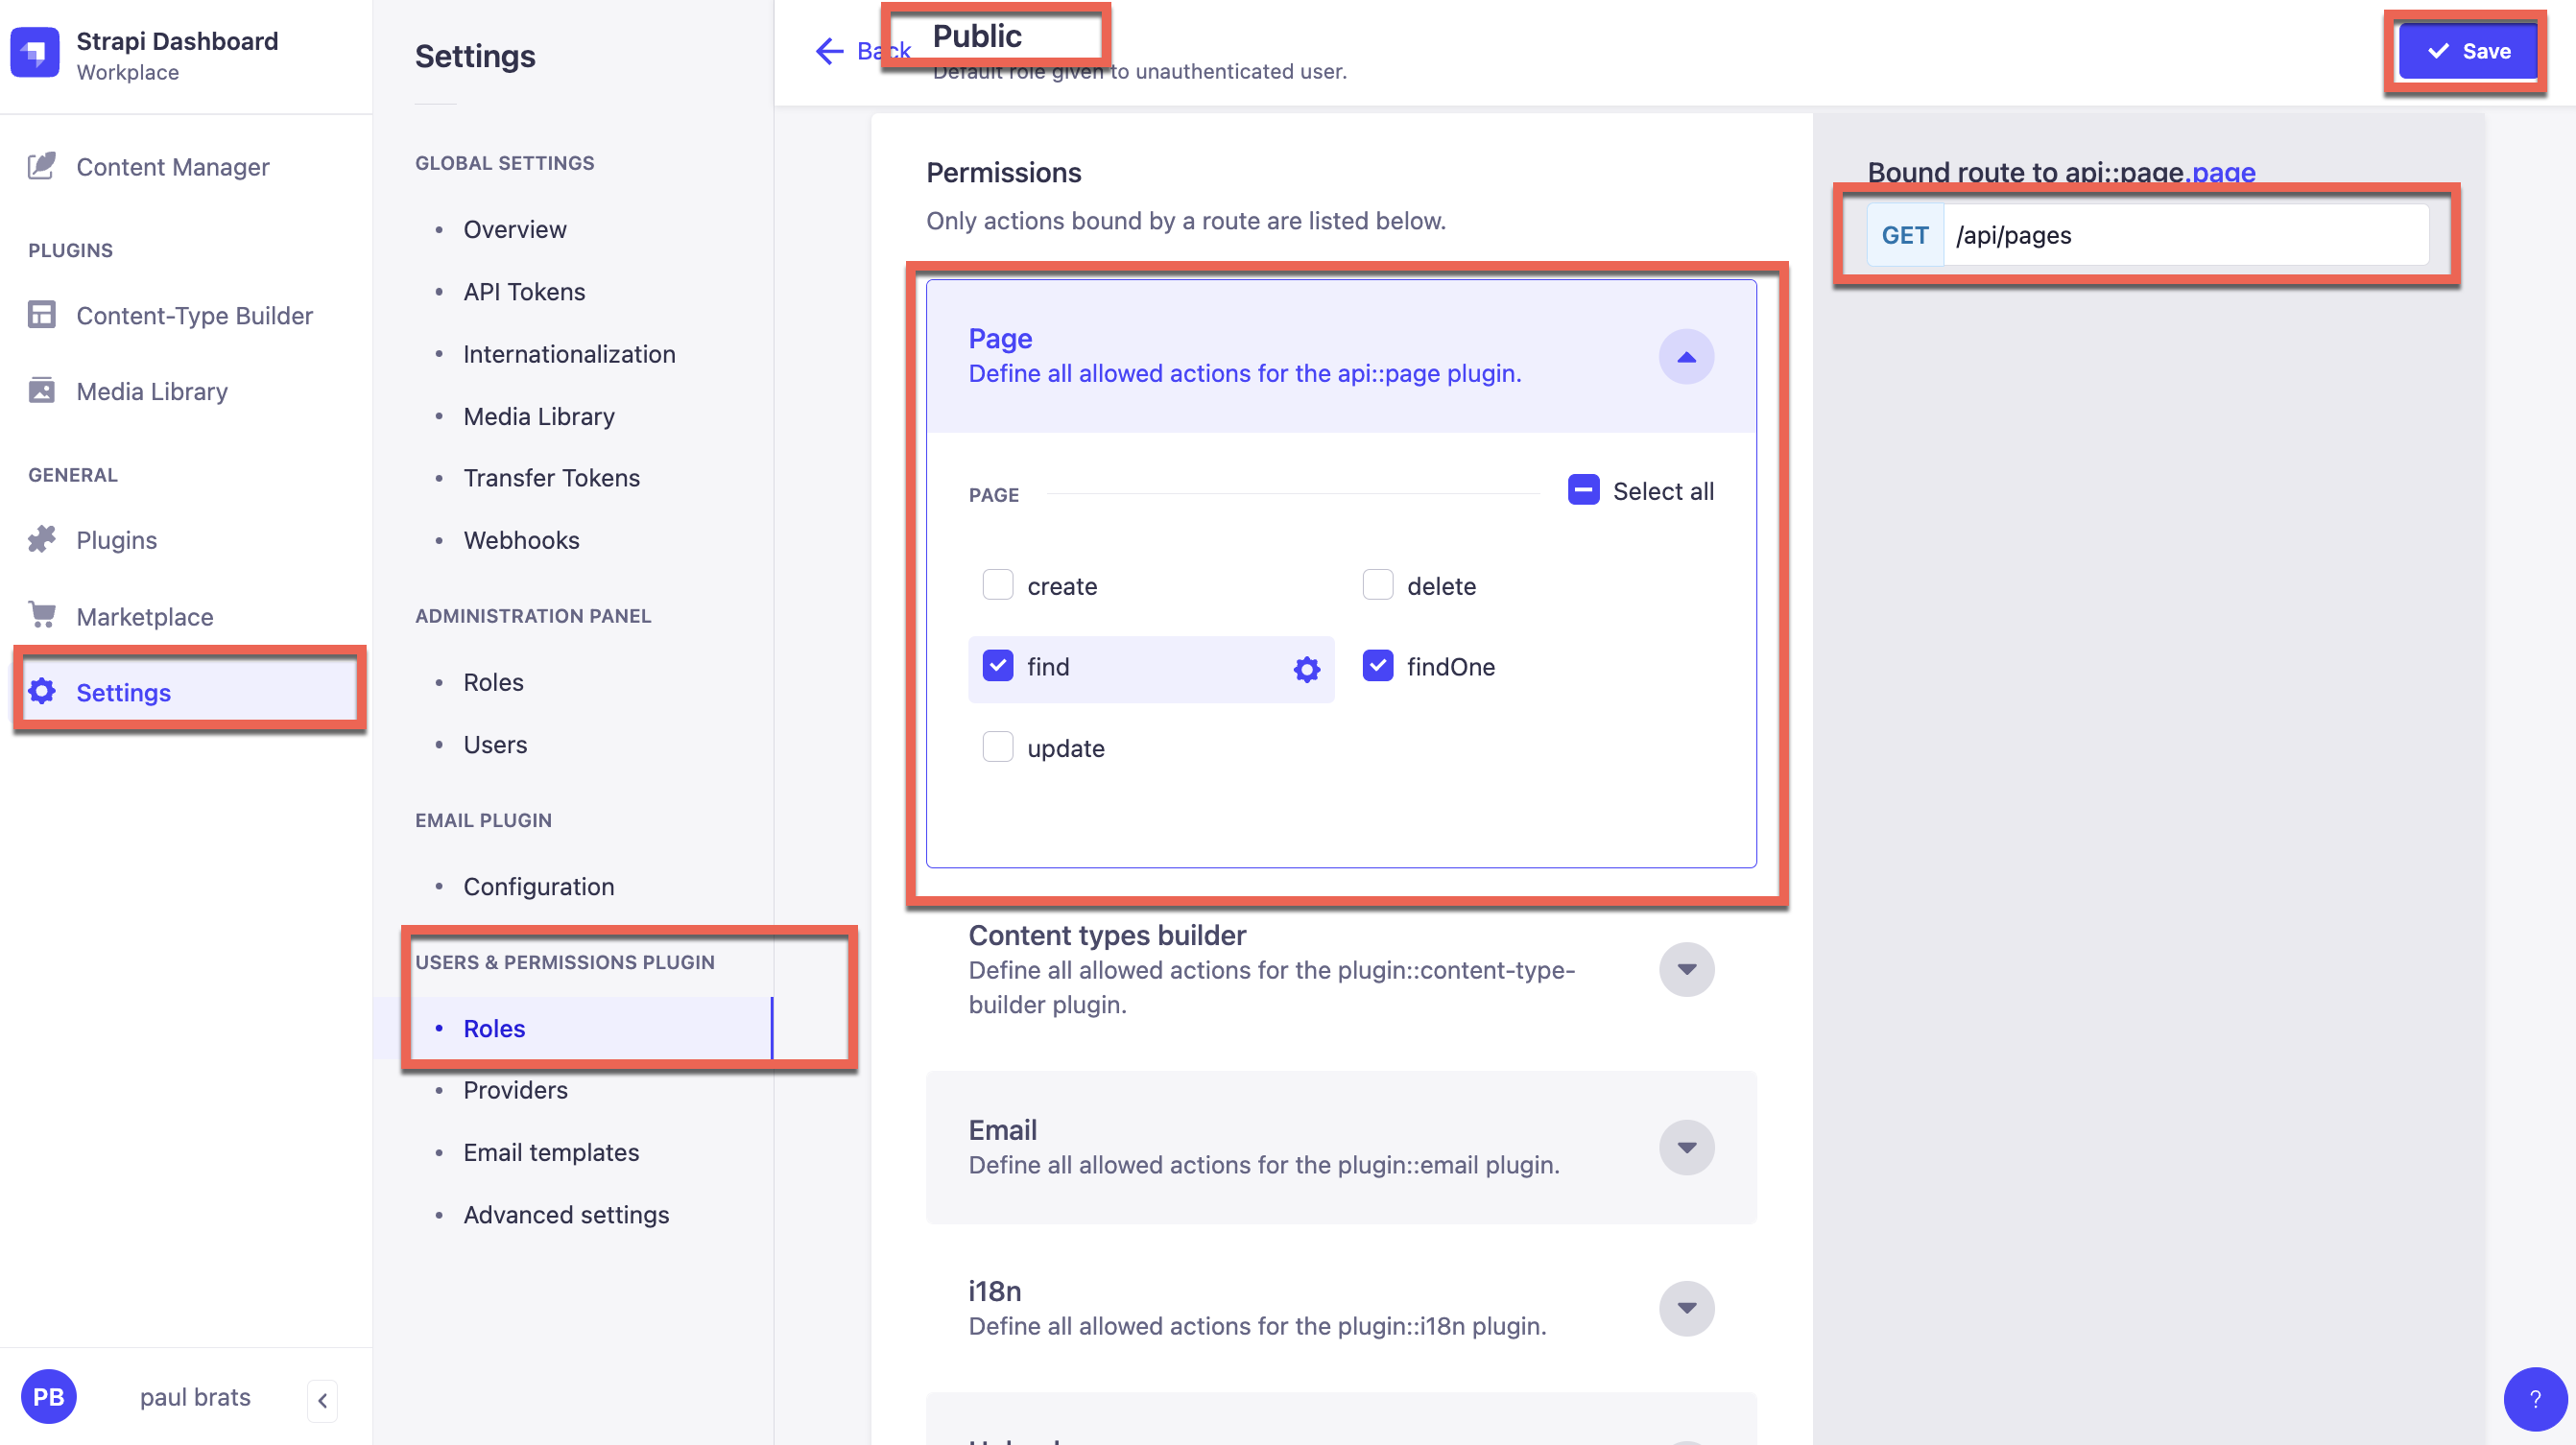 Strapi Dashboard
Workplace
Content Manager
PLUGINS
Content-Type Builder
Media Library
GENERAL
Plugins
Marketplace
Settings
PB
paul brats
Settings
GLOBAL SETTINGS
Overview
API Tokens
Internationalization
Media Library
Transfer Tokens
Webhooks
ADMINISTRATION PANEL
Roles
Users
EMAIL PLUGIN
Configuration
USERS & PERMISSIONS PLUGIN
Roles
Providers
Email templates
Advanced settings
Back
Public
Default role given to unauthenticated user.
Save
Permissions
Only actions bound by a route are listed below.
Page
Define all allowed actions for the api::page plugin.
PAGE
Select all
create
delete
find
findOne
update
Content types builder
Define all allowed actions for the plugin::content-type-
builder plugin.
Email
Define all allowed actions for the plugin::email plugin.
i18n
Define all allowed actions for the plugin::i18n plugin.
Bound route to api::page.page
GET /api/pages
?